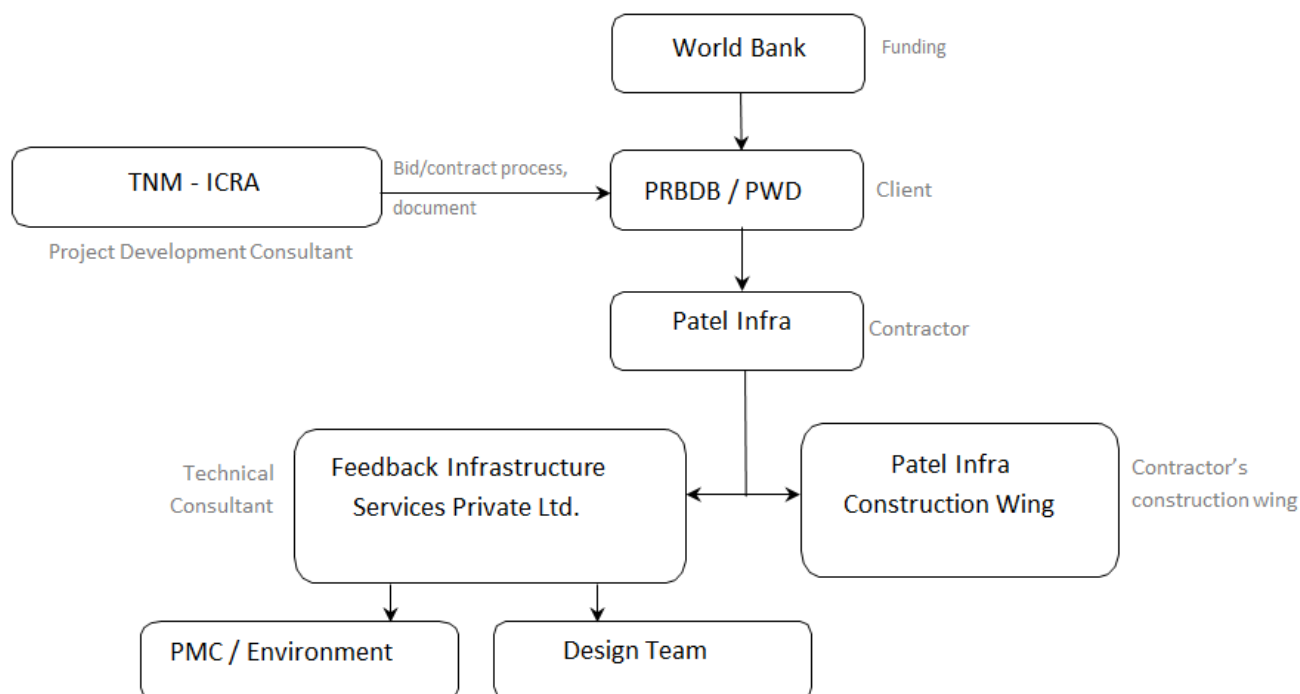 World Bank
Funding
TNM - ICRA
Bid/contract process,
document
PRBDB / PWD
Client
Project Development Consultant
Patel Infra
Contractor
Technical
Consultant
Feedback Infrastructure
Services Private Ltd.
Patel Infra
Construction Wing
Contractor’s
construction wing
PMC / Environment
Design Team